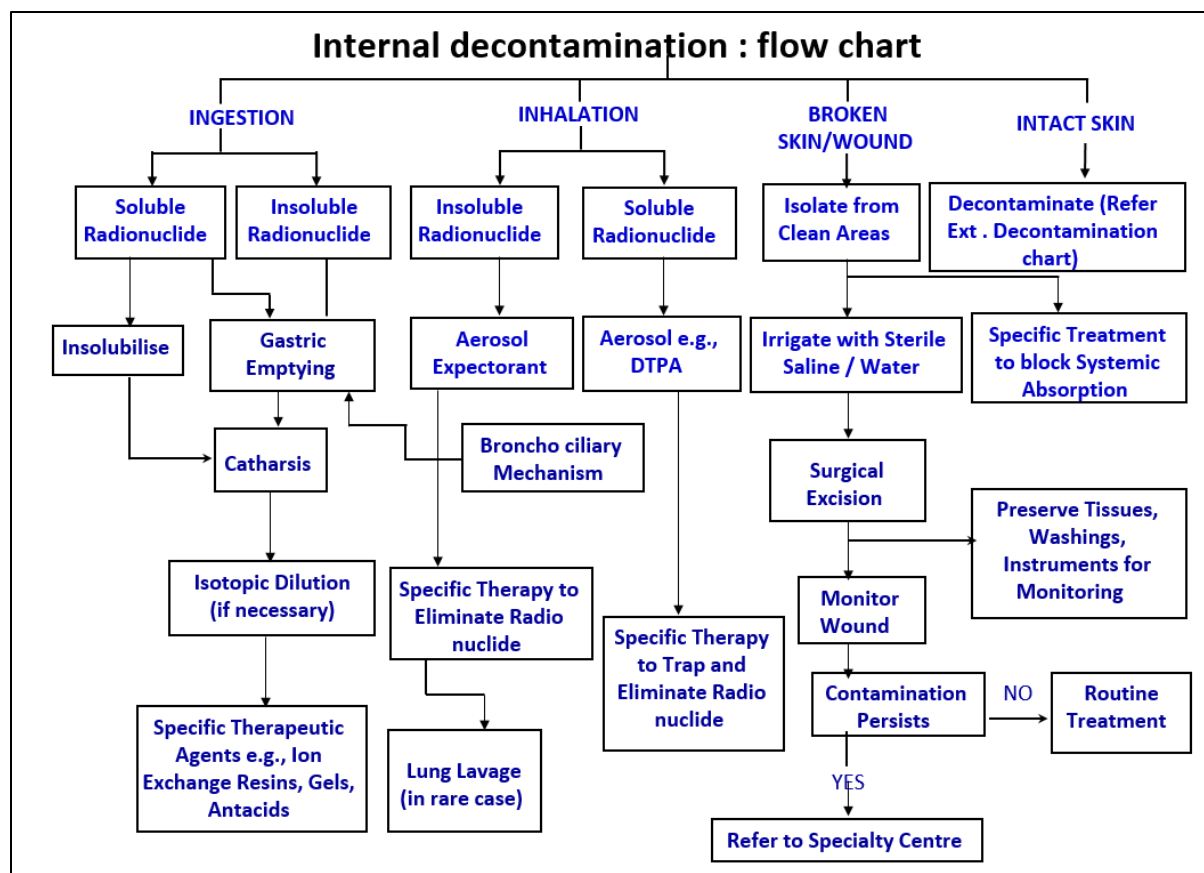 Internal decontamination : flow chart
INGESTION
INHALATION
BROKEN
SKIN/WOUND
INTACT SKIN
Soluble
Radionuclide
Insoluble
Radionuclide
Insoluble
Radionuclide
Soluble
Radionuclide
Isolate from
Clean Areas
Decontaminate (Refer
Ext . Decontamination
chart)
Insolubilise
Gastric
Emptying
Aerosol
Expectorant
Aerosol e.g.,
DTPA
Irrigate with Sterile
Saline / Water
Specific Treatment
to block Systemic
Absorption
Catharsis
Broncho ciliary
Mechanism
Surgical
Excision
Preserve Tissues,
Washings,
Instruments for
Monitoring
Isotopic Dilution
(if necessary)
Specific Therapy to
Eliminate Radio
nuclide
Specific Therapy
to Trap and
Eliminate Radio
nuclide
Monitor
Wound
Contamination
Persists
NO
Routine
Treatment
Specific Therapeutic
Agents e.g., Ion
Exchange Resins, Gels,
Antacids
Lung Lavage
(in rare case)
YES
Refer to Specialty Centre